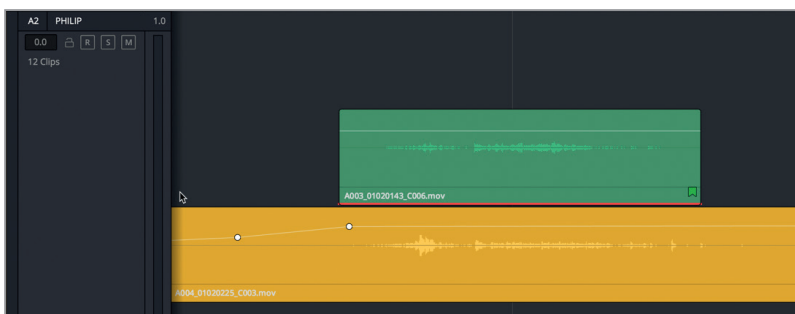 A2 PHILIP 1.0
0.0 R S M
12 Clips
A003_01020143_C006.mov
A004_01020225_C003.mov